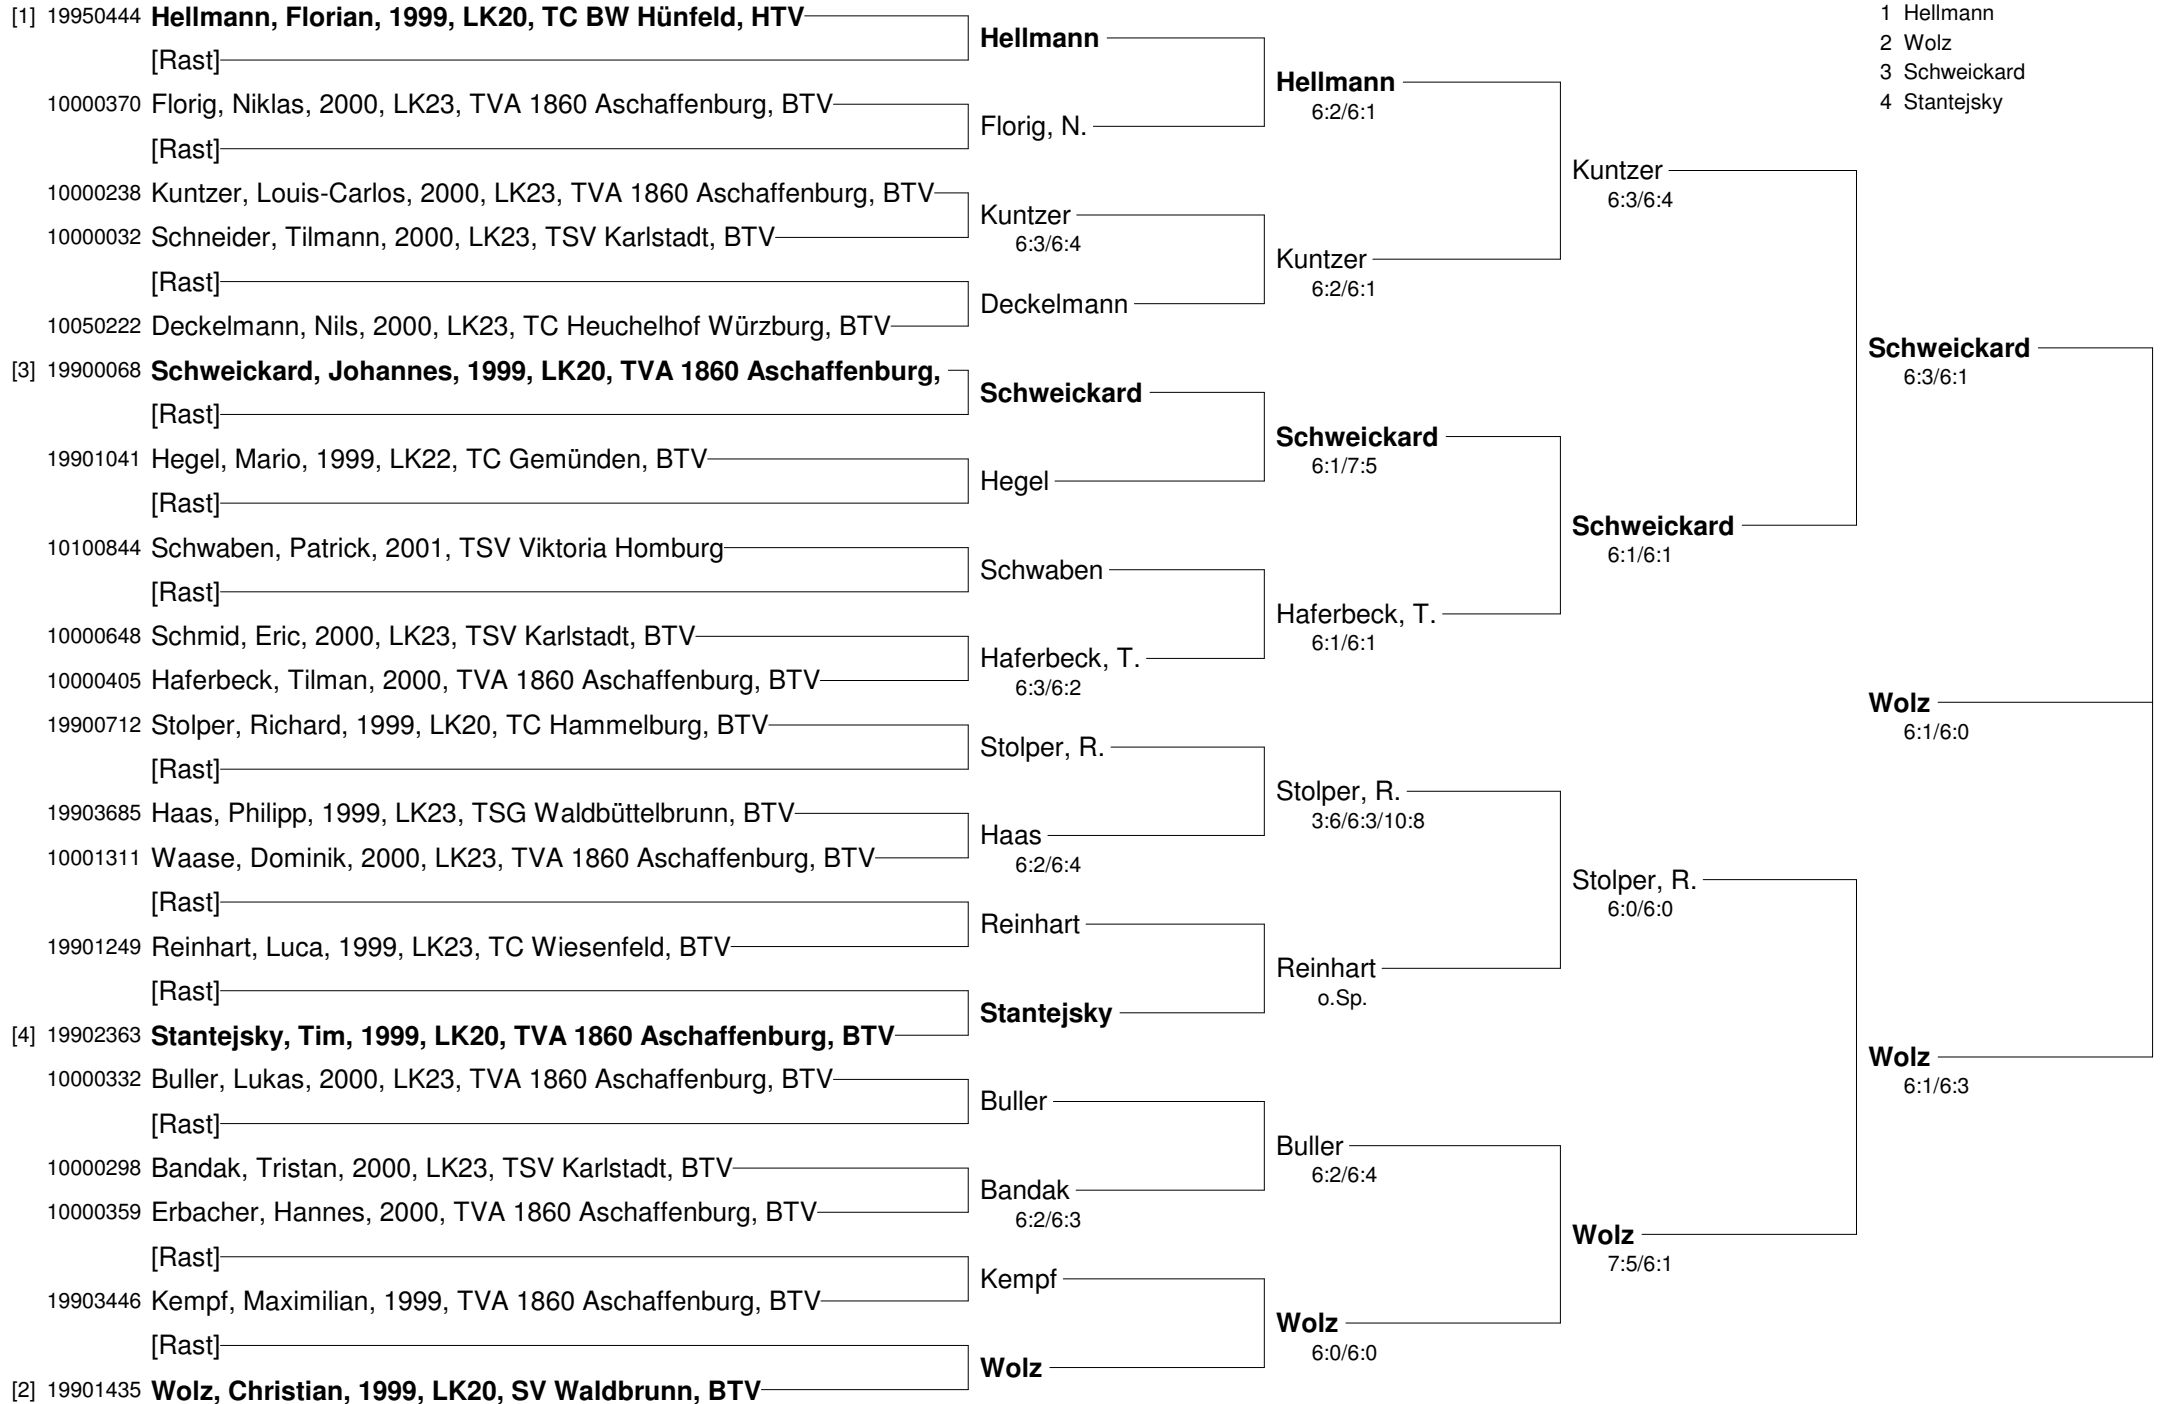 [1] 19950444 Hellmann, Florian, 1999, LK20, TC BW Hünfeld, HTV
[Rast]
10000370 Florig, Niklas, 2000, LK23, TVA 1860 Aschaffenburg, BTV
[Rast]
10000238 Kuntzer, Louis-Carlos, 2000, LK23, TVA 1860 Aschaffenburg, BTV
10000032 Schneider, Tilmann, 2000, LK23, TSV Karlstadt, BTV
[Rast]
10050222 Deckelmann, Nils, 2000, LK23, TC Heuchelhof Würzburg, BTV
[3] 19900068 Schweickard, Johannes, 1999, LK20, TVA 1860 Aschaffenburg,
[Rast]
19901041 Hegel, Mario, 1999, LK22, TC Gemünden, BTV
[Rast]
10100844 Schwaben, Patrick, 2001, TSV Viktoria Homburg
[Rast]
10000648 Schmid, Eric, 2000, LK23, TSV Karlstadt, BTV
10000405 Haferbeck, Tilman, 2000, TVA 1860 Aschaffenburg, BTV
19900712 Stolper, Richard, 1999, LK20, TC Hammelburg, BTV
[Rast]
19903685 Haas, Philipp, 1999, LK23, TSG Waldbüttelbrunn, BTV
10001311 Waase, Dominik, 2000, LK23, TVA 1860 Aschaffenburg, BTV
[Rast]
19901249 Reinhart, Luca, 1999, LK23, TC Wiesenfeld, BTV
[Rast]
[4] 19902363 Stantejsky, Tim, 1999, LK20, TVA 1860 Aschaffenburg, BTV
10000332 Buller, Lukas, 2000, LK23, TVA 1860 Aschaffenburg, BTV
[Rast]
10000298 Bandak, Tristan, 2000, LK23, TSV Karlstadt, BTV
10000359 Erbacher, Hannes, 2000, TVA 1860 Aschaffenburg, BTV
[Rast]
19903446 Kempf, Maximilian, 1999, TVA 1860 Aschaffenburg, BTV
[Rast]
[2] 19901435 Wolz, Christian, 1999, LK20, SV Waldbrunn, BTV
Hellmann
Florig, N.
Kuntzer
6:3/6:4
Deckelmann
Schweickard
Hegel
Schwaben
Haferbeck, T.
6:3/6:2
Stolper, R.
Haas
6:2/6:4
Reinhart
Stantejsky
Buller
Bandak
6:2/6:3
Kempf
Wolz
Hellmann
6:2/6:1
Kuntzer
6:2/6:1
Schweickard
6:1/7:5
Haferbeck, T.
6:1/6:1
Stolper, R.
3:6/6:3/10:8
Reinhart
o.Sp.
Buller
6:2/6:4
Wolz
6:0/6:0
Kuntzer
6:3/6:4
Schweickard
6:1/6:1
Stolper, R.
6:0/6:0
Wolz
7:5/6:1
Schweickard
6:3/6:1
Wolz
6:1/6:0
Wolz
6:1/6:3
1 Hellmann
2 Wolz
3 Schweickard
4 Stantejsky